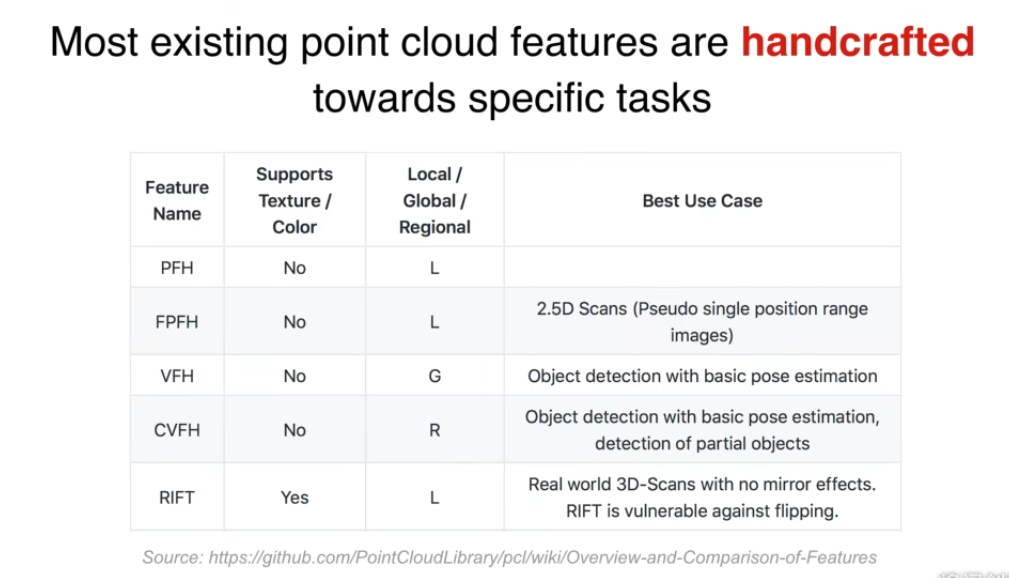 Most existing point cloud features are handcrafted
towards specific tasks
Feature Name | Supports Texture / Color | Local / Global / Regional | Best Use Case
PFH | No | L |
FPFH | No | L | 2.5D Scans (Pseudo single position range images)
VFH | No | G | Object detection with basic pose estimation
CVFH | No | R | Object detection with basic pose estimation, detection of partial objects
RIFT | Yes | L | Real world 3D-Scans with no mirror effects. RIFT is vulnerable against flipping.
Source: https://github.com/PointCloudLibrary/pcl/wiki/Overview-and-Comparison-of-Features